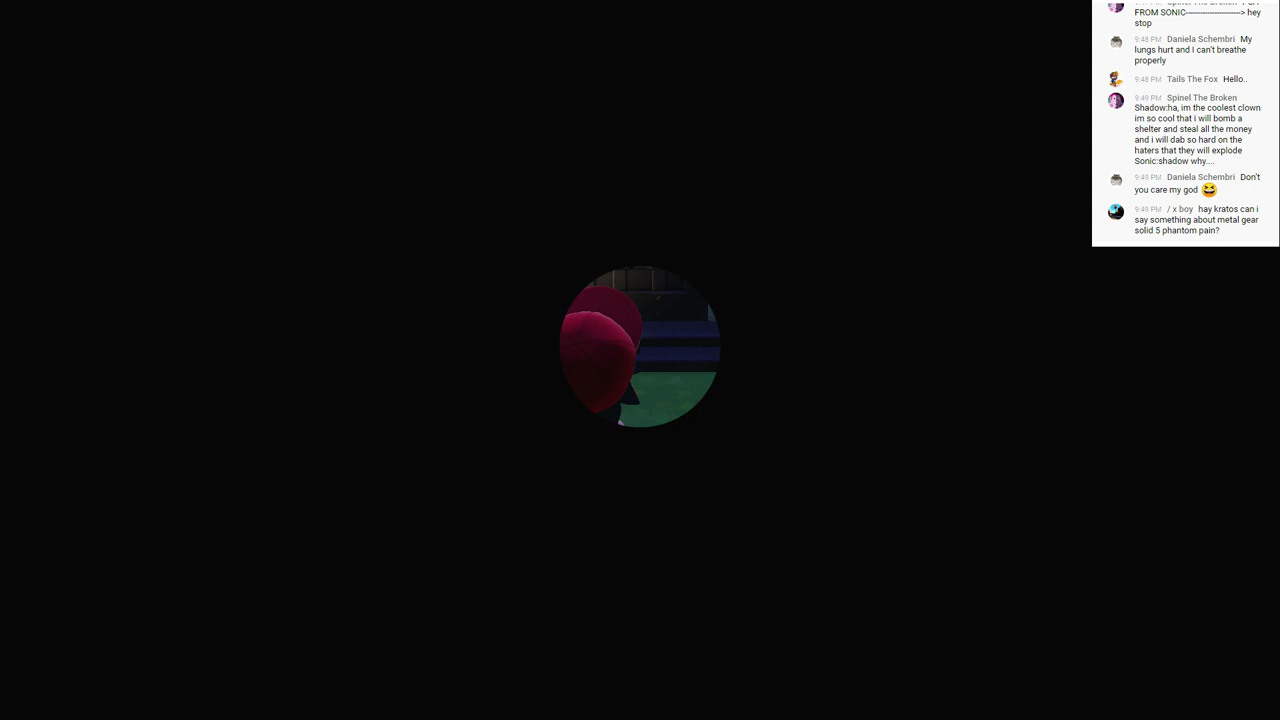 FROM SONIC----------------------> hey
stop
9:48 PM Daniela Schembri My
lungs hurt and I can't breathe
properly
9:48 PM Tails The Fox Hello..
9:49 PM Spinel The Broken
Shadow:ha, im the coolest clown
im so cool that i will bomb a
shelter and steal all the money
and i will dab so hard on the
haters that they will explode
Sonic:shadow why....
9:49 PM Daniela Schembri Don't
you care my god
9:49 PM / x boy hay kratos can i
say something about metal gear
solid 5 phantom pain?